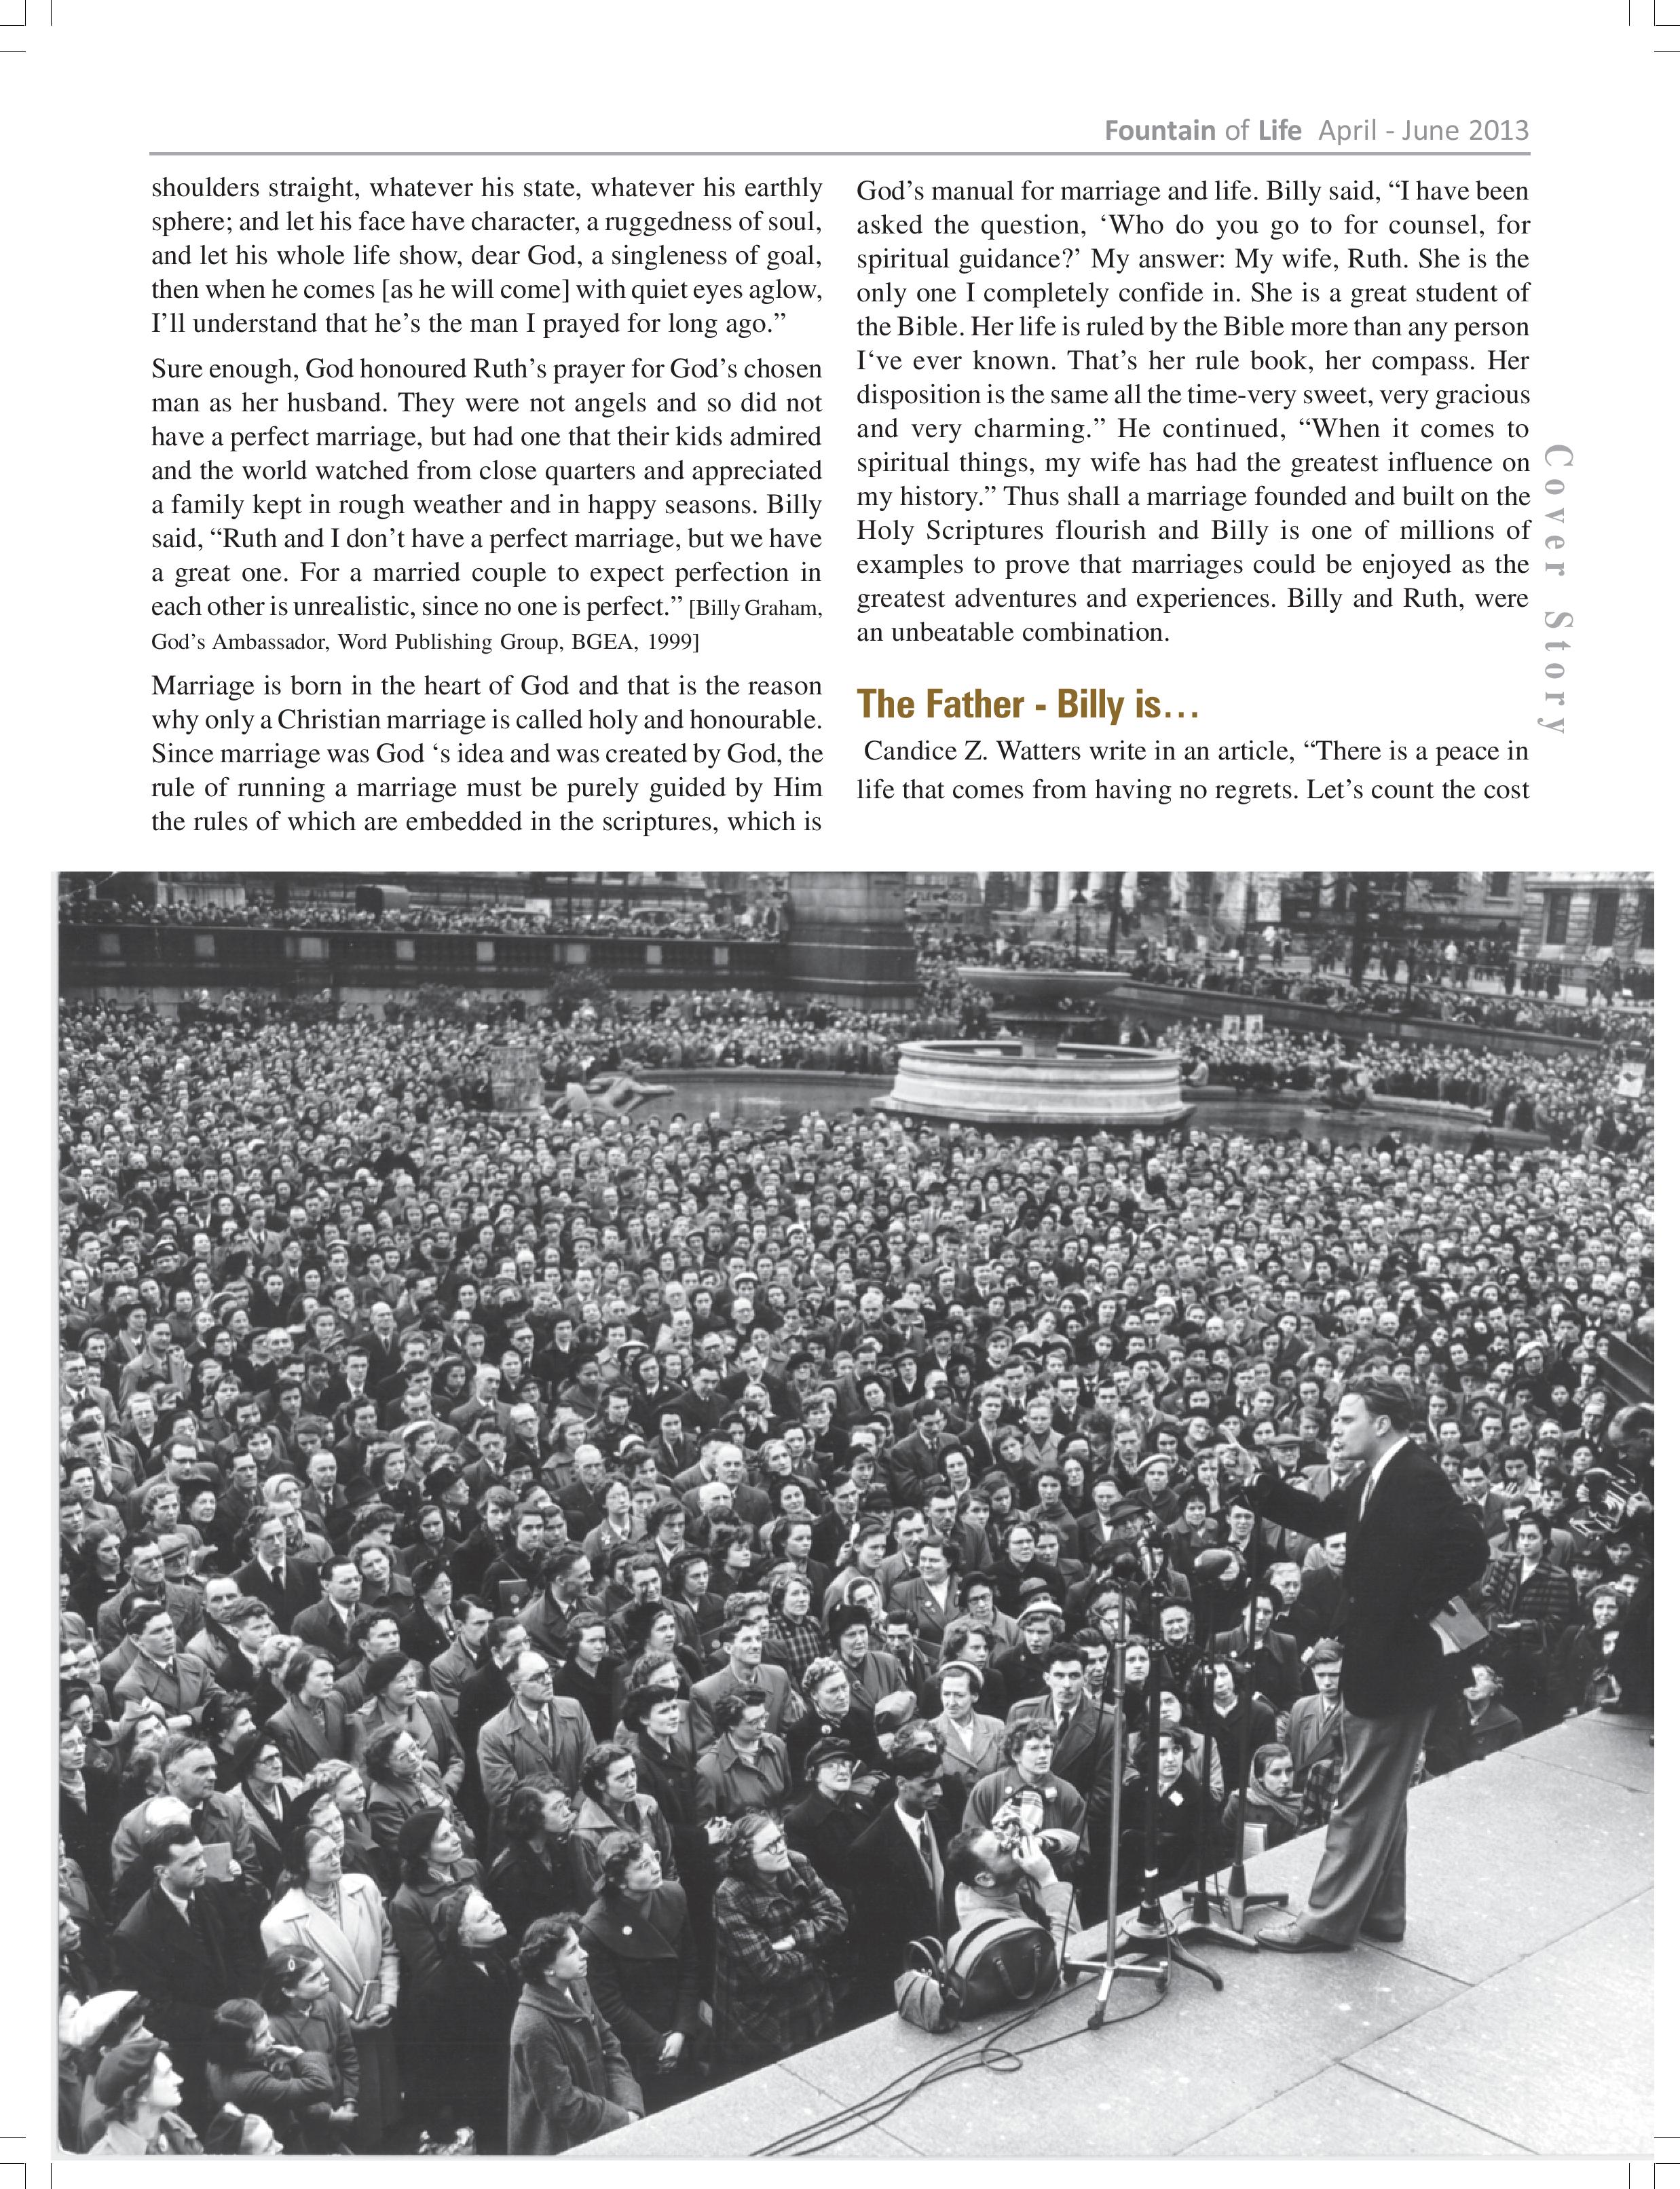 Fountain of Life April - June 2013
shoulders straight, whatever his state, whatever his earthly
sphere; and let his face have character, a ruggedness of soul,
and let his whole life show, dear God, a singleness of goal,
then when he comes [as he will come] with quiet eyes aglow,
I’ll understand that he’s the man I prayed for long ago.”
Sure enough, God honoured Ruth’s prayer for God’s chosen
man as her husband. They were not angels and so did not
have a perfect marriage, but had one that their kids admired
and the world watched from close quarters and appreciated
a family kept in rough weather and in happy seasons. Billy
said, “Ruth and I don’t have a perfect marriage, but we have
a great one. For a married couple to expect perfection in
each other is unrealistic, since no one is perfect.” [Billy Graham,
God’s Ambassador, Word Publishing Group, BGEA, 1999]
Marriage is born in the heart of God and that is the reason
why only a Christian marriage is called holy and honourable.
Since marriage was God ‘s idea and was created by God, the
rule of running a marriage must be purely guided by Him
the rules of which are embedded in the scriptures, which is
God’s manual for marriage and life. Billy said, “I have been
asked the question, ‘Who do you go to for counsel, for
spiritual guidance?’ My answer: My wife, Ruth. She is the
only one I completely confide in. She is a great student of
the Bible. Her life is ruled by the Bible more than any person
I‘ve ever known. That’s her rule book, her compass. Her
disposition is the same all the time-very sweet, very gracious
and very charming.” He continued, “When it comes to
spiritual things, my wife has had the greatest influence on
my history.” Thus shall a marriage founded and built on the
Holy Scriptures flourish and Billy is one of millions of
examples to prove that marriages could be enjoyed as the
greatest adventures and experiences. Billy and Ruth, were
an unbeatable combination.
The Father - Billy is…
Candice Z. Watters write in an article, “There is a peace in
life that comes from having no regrets. Let’s count the cost
Cover Story